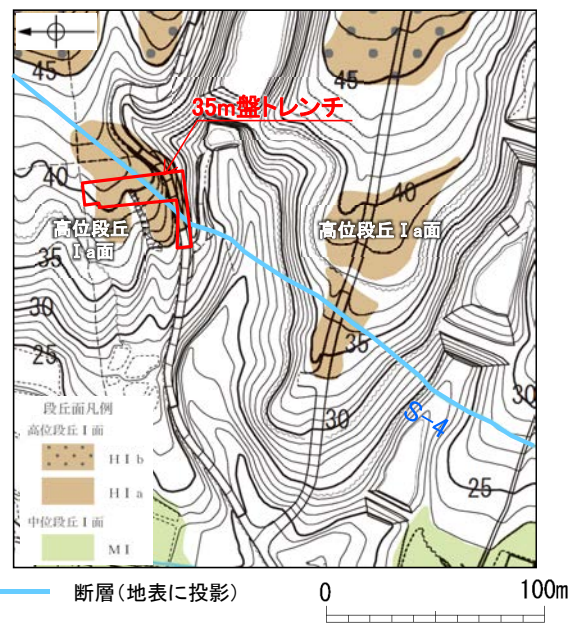 45
45
35m盤トレンチ
40
40
高位段丘
Ⅰa面
高位段丘Ⅰa面
35
30
25
35
30
30
S-4
25
段丘面凡例
高位段丘Ⅰ面
HⅠb
HⅠa
中位段丘Ⅰ面
MⅠ
断層(地表に投影)
0
100m